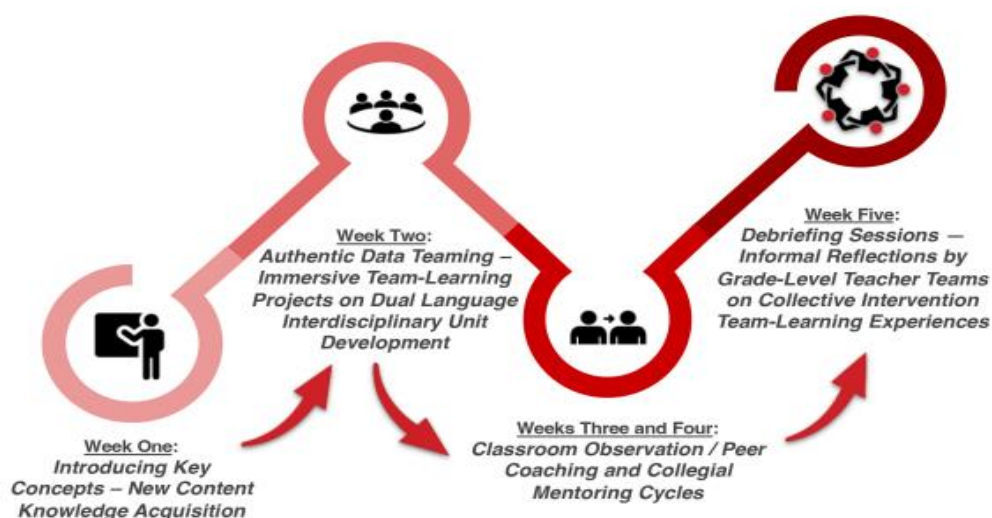 Week One:
Introducing Key
Concepts – New Content
Knowledge Acquisition
Week Two:
Authentic Data Teaming –
Immersive Team-Learning
Projects on Dual Language
Interdisciplinary Unit
Development
Weeks Three and Four:
Classroom Observation / Peer
Coaching and Collegial
Mentoring Cycles
Week Five:
Debriefing Sessions —
Informal Reflections by
Grade-Level Teacher Teams
on Collective Intervention
Team-Learning Experiences